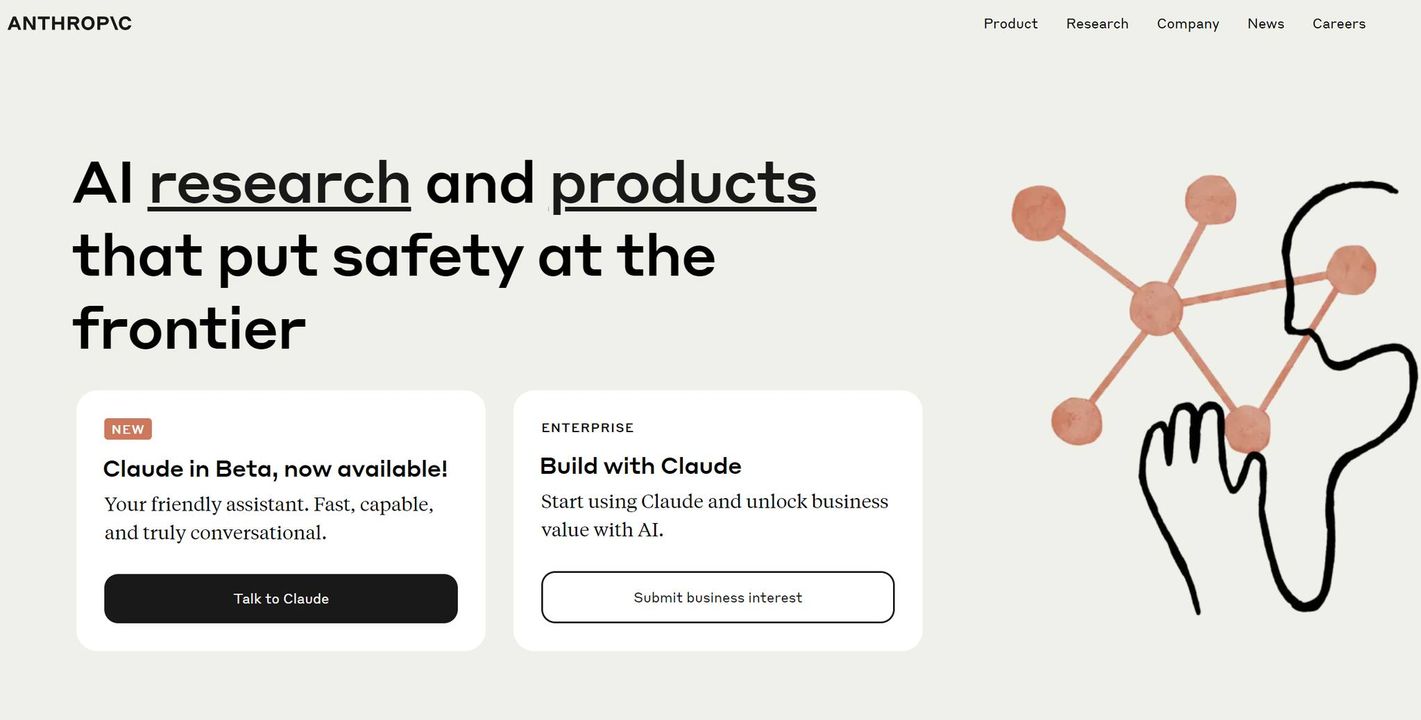 ANTHROP\C
Product Research Company News Careers
AI research and products
that put safety at the
frontier
NEW
Claude in Beta, now available!
Your friendly assistant. Fast, capable,
and truly conversational.
Talk to Claude
ENTERPRISE
Build with Claude
Start using Claude and unlock business
value with AI.
Submit business interest